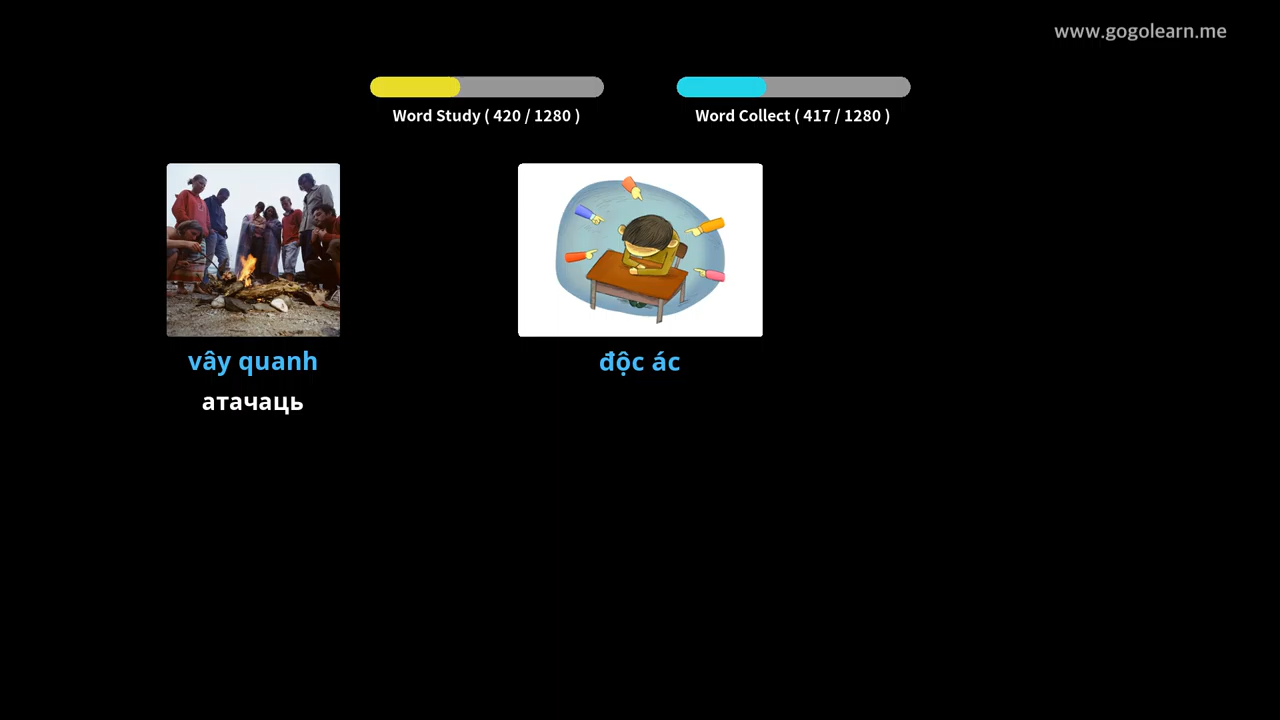 www.gogolearn.me
Word Study ( 420 / 1280 )
Word Collect ( 417 / 1280 )
vây quanh
độc ác
атачаць